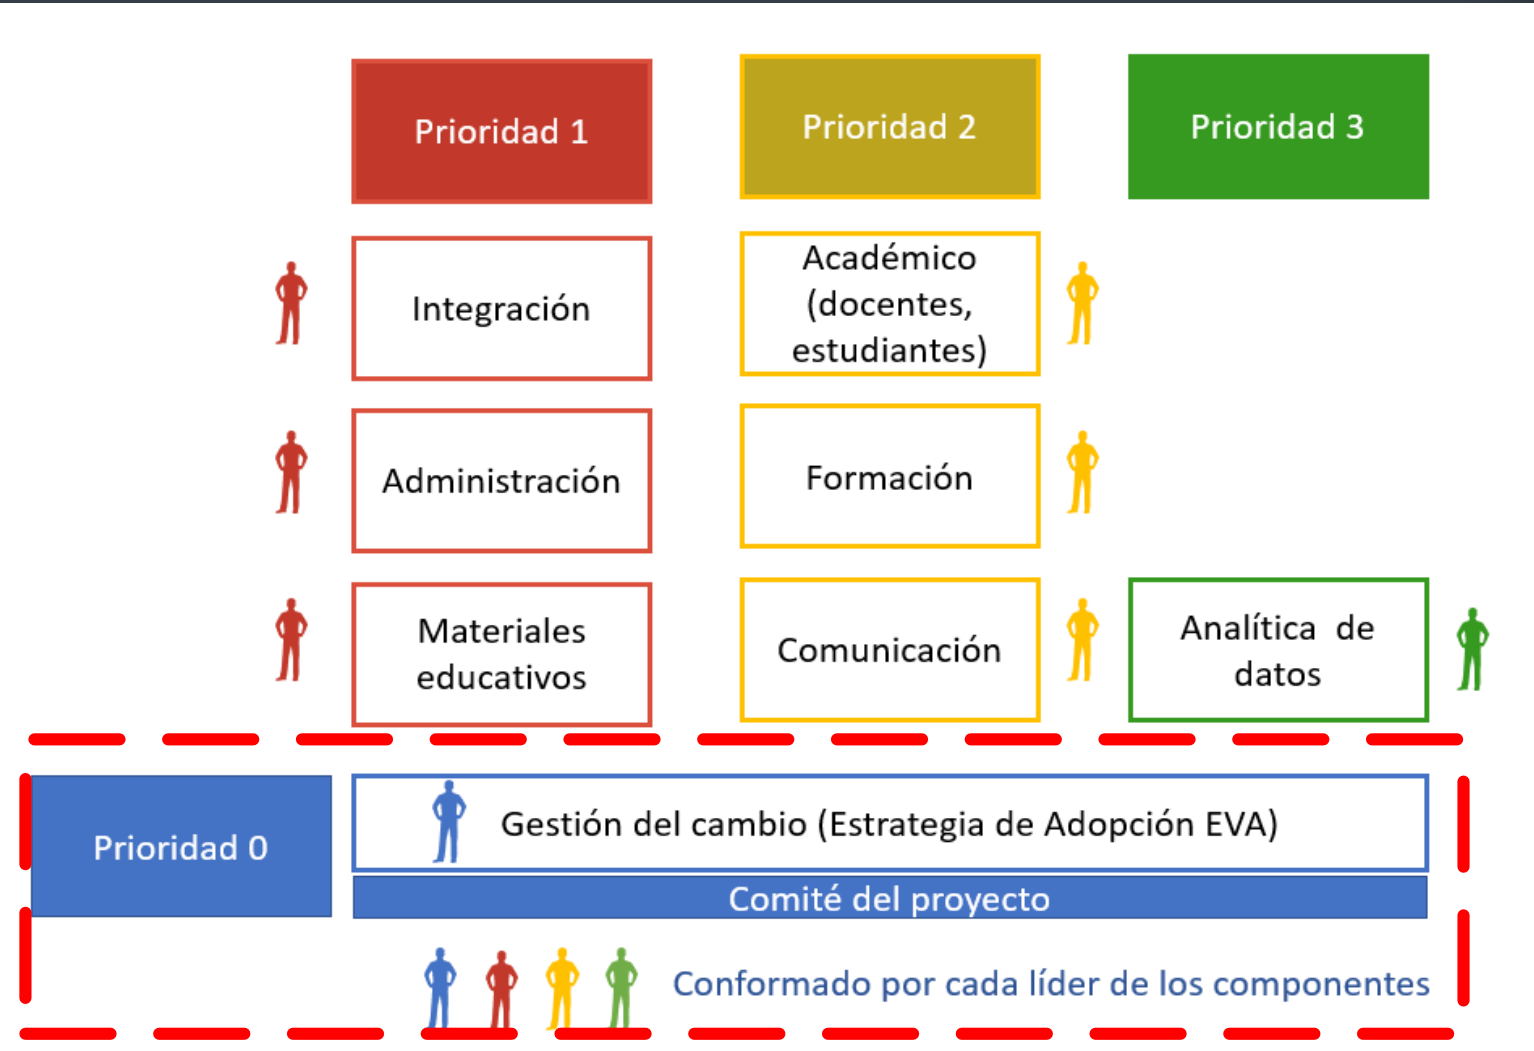 Prioridad 1
Prioridad 2
Prioridad 3
Integración
Académico
(docentes,
estudiantes)
Administración
Formación
Materiales
educativos
Comunicación
Analítica de
datos
Prioridad 0
Gestión del cambio (Estrategia de Adopción EVA)
Comité del proyecto
Conformado por cada líder de los componentes